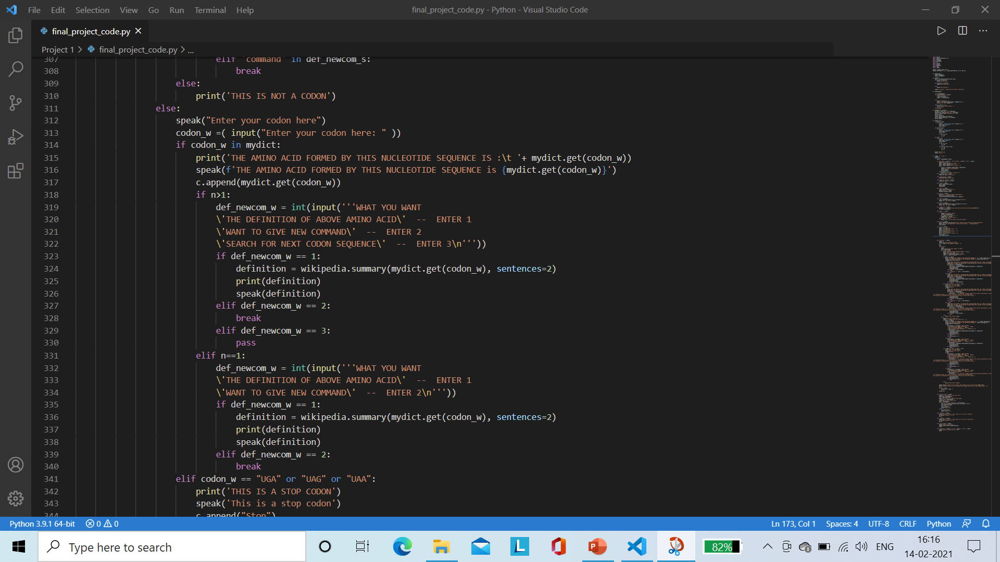 File Edit Selection View Go Run Terminal Help
final_project_code.py - Python - Visual Studio Code
final_project_code.py
Project 1 > final_project_code.py > ...
307 elif 'command' in def_newcom_s:
308 break
309 else:
310 print('THIS IS NOT A CODON')
311 else:
312 speak("Enter your codon here")
313 codon_w =( input("Enter your codon here: " ))
314 if codon_w in mydict:
315 print('THE AMINO ACID FORMED BY THIS NUCLEOTIDE SEQUENCE IS :\t '+ mydict.get(codon_w))
316 speak(f'THE AMINO ACID FORMED BY THIS NUCLEOTIDE SEQUENCE is {mydict.get(codon_w)}')
317 c.append(mydict.get(codon_w))
318 if n>1:
319 def_newcom_w = int(input('''WHAT YOU WANT
320 \'THE DEFINITION OF ABOVE AMINO ACID\' -- ENTER 1
321 \'WANT TO GIVE NEW COMMAND\' -- ENTER 2
322 \'SEARCH FOR NEXT CODON SEQUENCE\' -- ENTER 3\n'''))
323 if def_newcom_w == 1:
324 definition = wikipedia.summary(mydict.get(codon_w), sentences=2)
325 print(definition)
326 speak(definition)
327 elif def_newcom_w == 2:
328 break
329 elif def_newcom_w == 3:
330 pass
331 elif n==1:
332 def_newcom_w = int(input('''WHAT YOU WANT
333 \'THE DEFINITION OF ABOVE AMINO ACID\' -- ENTER 1
334 \'WANT TO GIVE NEW COMMAND\' -- ENTER 2\n'''))
335 if def_newcom_w == 1:
336 definition = wikipedia.summary(mydict.get(codon_w), sentences=2)
337 print(definition)
338 speak(definition)
339 elif def_newcom_w == 2:
340 break
341 elif codon_w == "UGA" or "UAG" or "UAA":
342 print('THIS IS A STOP CODON')
343 speak('This is a stop codon')
344 c.append("Stop")
Python 3.9.1 64-bit 0 0 Ln 173, Col 1 Spaces: 4 UTF-8 CRLF Python
Type here to search
L
P
82%
ENG
16:16
14-02-2021